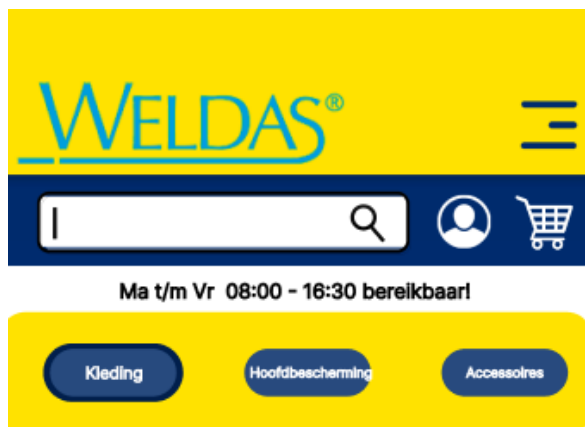 WELDAS®
Ma t/m Vr 08:00 - 16:30 bereikbaar!
Kleding Hoofdbescherming Accessoires